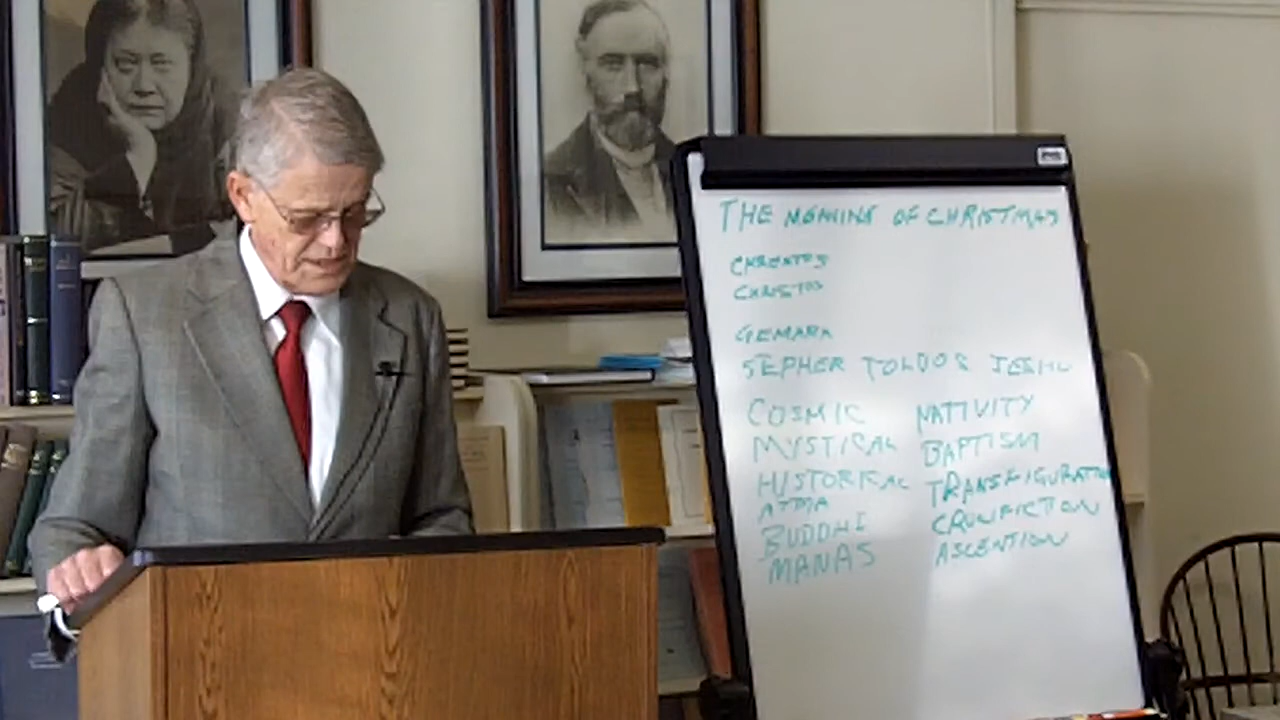 THE MEANING OF CHRISTMAS
CHRESTOS
CHRISTOS
GEMARA
SEPHER TOLDOS JESHU
COSMIC NATIVITY
MYSTICAL BAPTISM
HISTORICAL TRANSFIGURATION
ATMA CRUSIFICTION
BUDDHI ASCENTION
MANAS